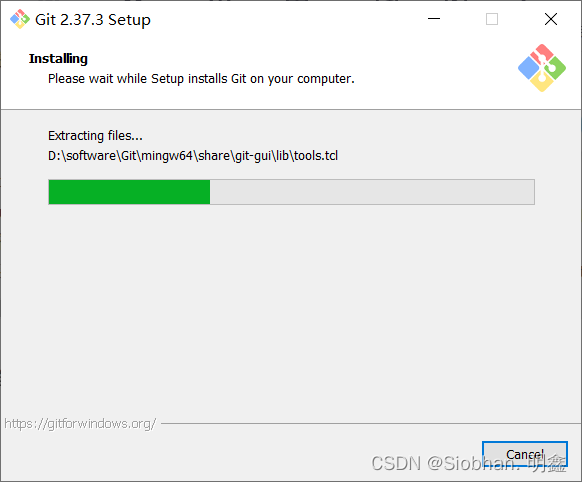 Git 2.37.3 Setup
Installing
Please wait while Setup installs Git on your computer.
Extracting files...
D:\software\Git\mingw64\share\git-gui\lib\tools.tcl
https://gitforwindows.org/
Cancel
CSDN @Siobhan. 明鑫